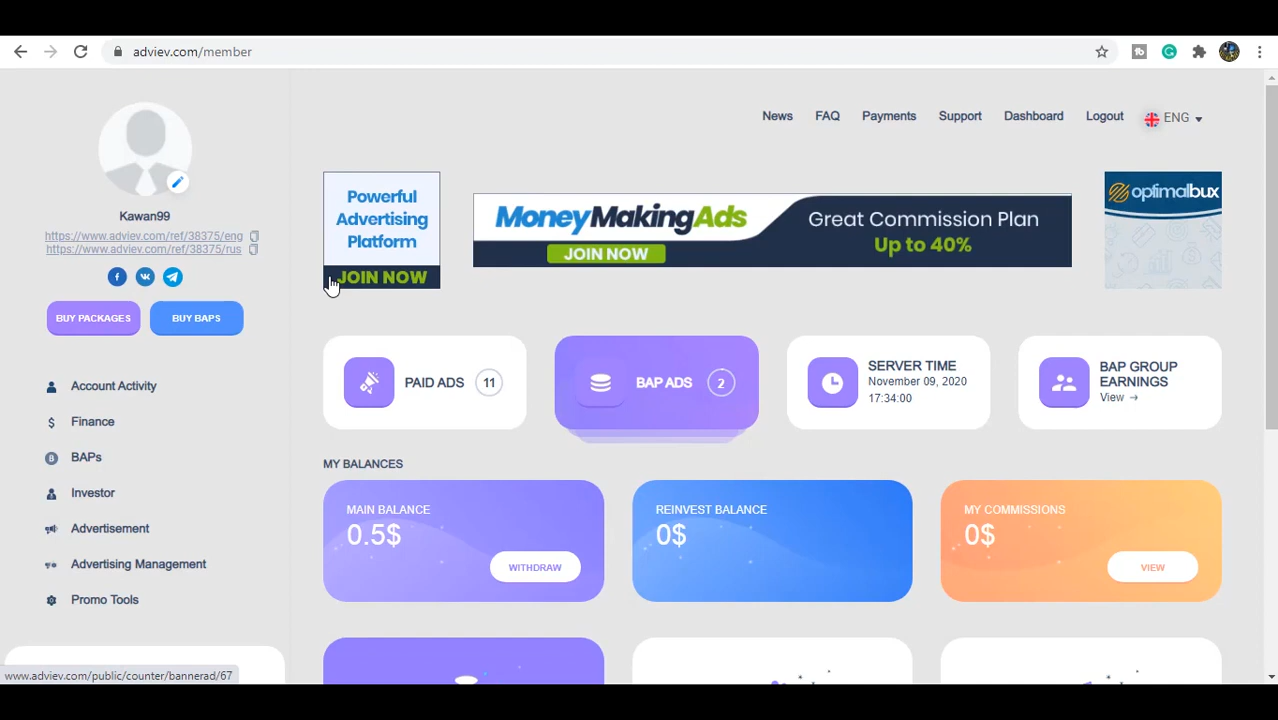 adviev.com/member
News FAQ Payments Support Dashboard Logout ENG
Kawan99
https://www.adviev.com/ref/38375/eng
https://www.adviev.com/ref/38375/rus
BUY PACKAGES
BUY BAPS
Account Activity
Finance
BAPs
Investor
Advertisement
Advertising Management
Promo Tools
www.adviev.com/public/counter/bannerad/67
Powerful
Advertising
Platform
JOIN NOW
MoneyMakingAds
JOIN NOW
Great Commission Plan
Up to 40%
optimalbux
PAID ADS 11
BAP ADS 2
SERVER TIME
November 09, 2020
17:34:00
BAP GROUP
EARNINGS
View →
MY BALANCES
MAIN BALANCE
0.5$
WITHDRAW
REINVEST BALANCE
0$
MY COMMISSIONS
0$
VIEW